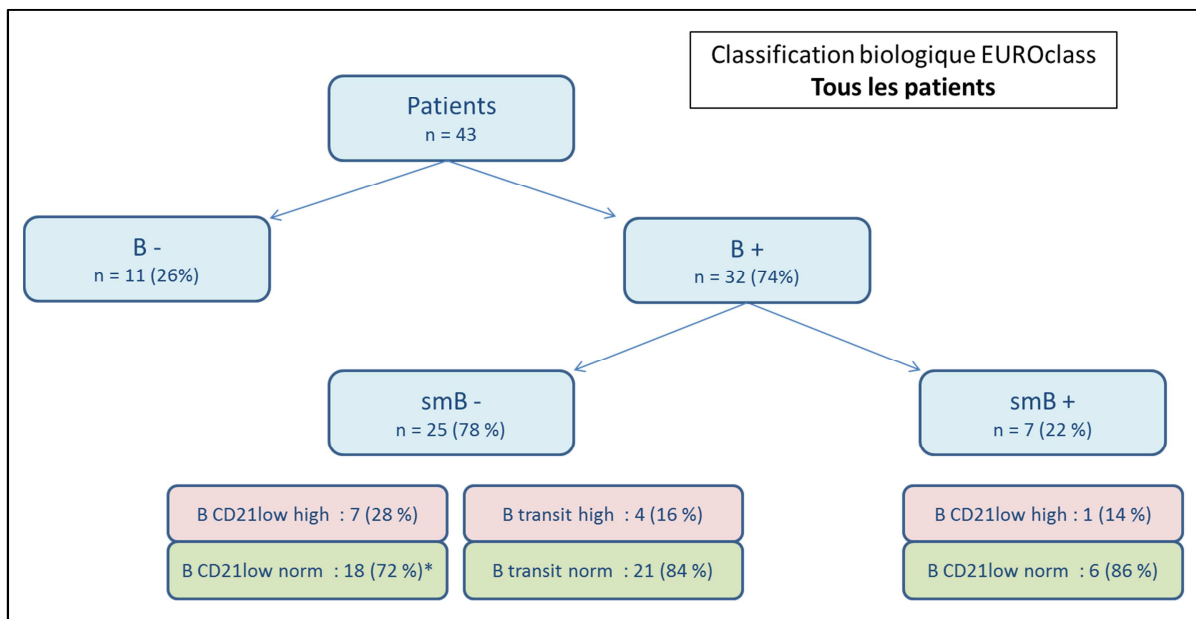 Classification biologique EUROclass
Tous les patients
Patients
n = 43
B -
n = 11 (26%)
B +
n = 32 (74%)
smB -
n = 25 (78 %)
smB +
n = 7 (22 %)
B CD21low high : 7 (28 %)
B transit high : 4 (16 %)
B CD21low high : 1 (14 %)
B CD21low norm : 18 (72 %)*
B transit norm : 21 (84 %)
B CD21low norm : 6 (86 %)